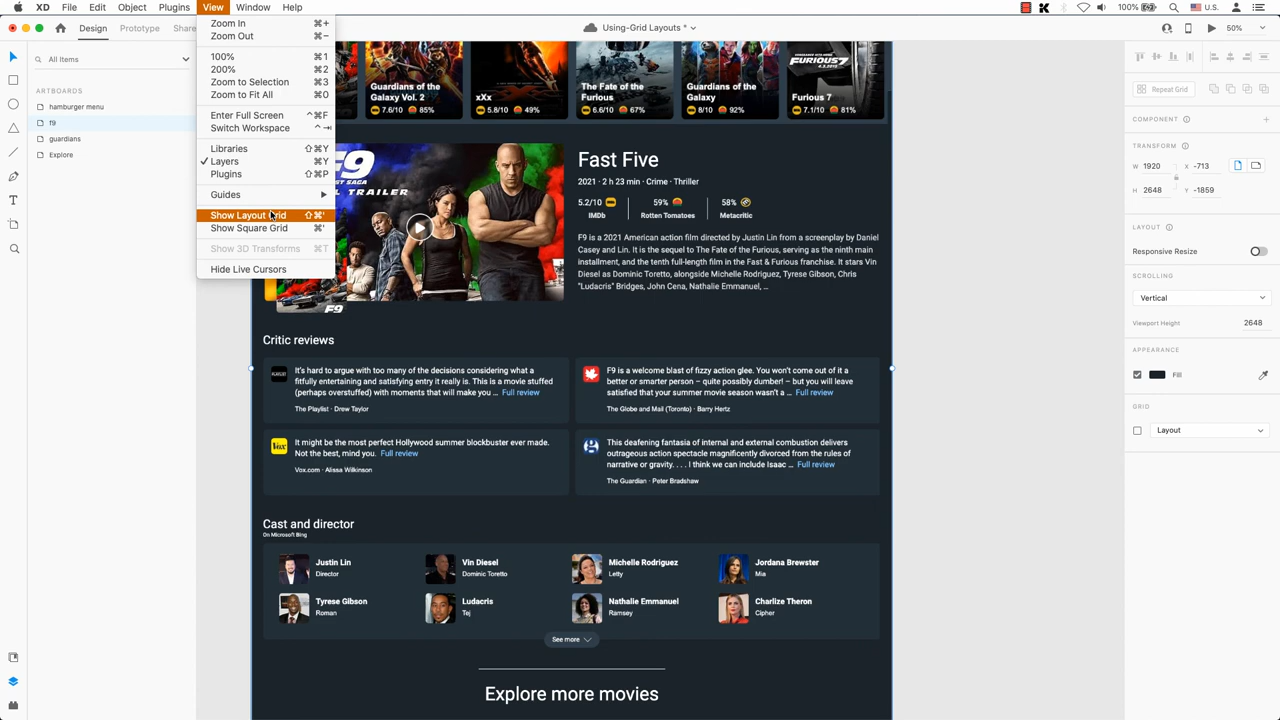 XD File Edit Object Plugins View Window Help
100% U.S.
Design Prototype Share
Using-Grid Layouts *
50%
All Items
ARTBOARDS
hamburger menu
f9
guardians
Explore
Zoom In ⌘+
Zoom Out ⌘−
100% ⌘1
200% ⌘2
Zoom to Selection ⌘3
Zoom to Fit All ⌘0
Enter Full Screen ^⌘F
Switch Workspace ^⇥
Libraries ⇧⌘Y
✓ Layers ⌘Y
Plugins ⇧⌘P
Guides
Show Layout Grid ⇧⌘'
Show Square Grid ⌘'
Show 3D Transforms ⌘T
Hide Live Cursors
Guardians of the
Galaxy Vol. 2
7.6/10 85%
xXx
5.8/10 49%
The Fate of the
Furious
6.6/10 67%
Guardians of the
Galaxy
8/10 92%
FURIOUS7
Furious 7
7.1/10 81%
F9
ST SAGA
L TRAILER
F9
Fast Five
2021 · 2 h 23 min · Crime · Thriller
5.2/10
IMDb
59%
Rotten Tomatoes
58%
Metacritic
F9 is a 2021 American action film directed by Justin Lin from a screenplay by Daniel
Casey and Lin. It is the sequel to The Fate of the Furious, serving as the ninth main
installment, and the tenth full-length film in the Fast & Furious franchise. It stars Vin
Diesel as Dominic Toretto, alongside Michelle Rodriguez, Tyrese Gibson, Chris
"Ludacris" Bridges, John Cena, Nathalie Emmanuel, ...
Critic reviews
It's hard to argue with too many of the decisions considering what a
fitfully entertaining and satisfying entry it really is. This is a movie stuffed
(perhaps overstuffed) with moments that will make you ... Full review
The Playlist · Drew Taylor
F9 is a welcome blast of fizzy action glee. You won't come out of it a
better or smarter person – quite possibly dumber! – but you will leave
satisfied that your summer movie season wasn't a ... Full review
The Globe and Mail (Toronto) · Barry Hertz
Vox
It might be the most perfect Hollywood summer blockbuster ever made.
Not the best, mind you. Full review
Vox.com · Alissa Wilkinson
This deafening fantasia of internal and external combustion delivers
outrageous action spectacle magnificently divorced from the rules of
narrative or gravity. . . . I think we can include Isaac ... Full review
The Guardian · Peter Bradshaw
Cast and director
On Microsoft Bing
Justin Lin
Director
Vin Diesel
Dominic Toretto
Michelle Rodriguez
Letty
Jordana Brewster
Mia
Tyrese Gibson
Roman
Ludacris
Tej
Nathalie Emmanuel
Ramsey
Charlize Theron
Cipher
See more
Explore more movies
Repeat Grid
COMPONENT
TRANSFORM
W 1920 X -713
H 2648 Y -1859
LAYOUT
Responsive Resize
SCROLLING
Vertical
Viewport Height 2648
APPEARANCE
Fill
GRID
Layout